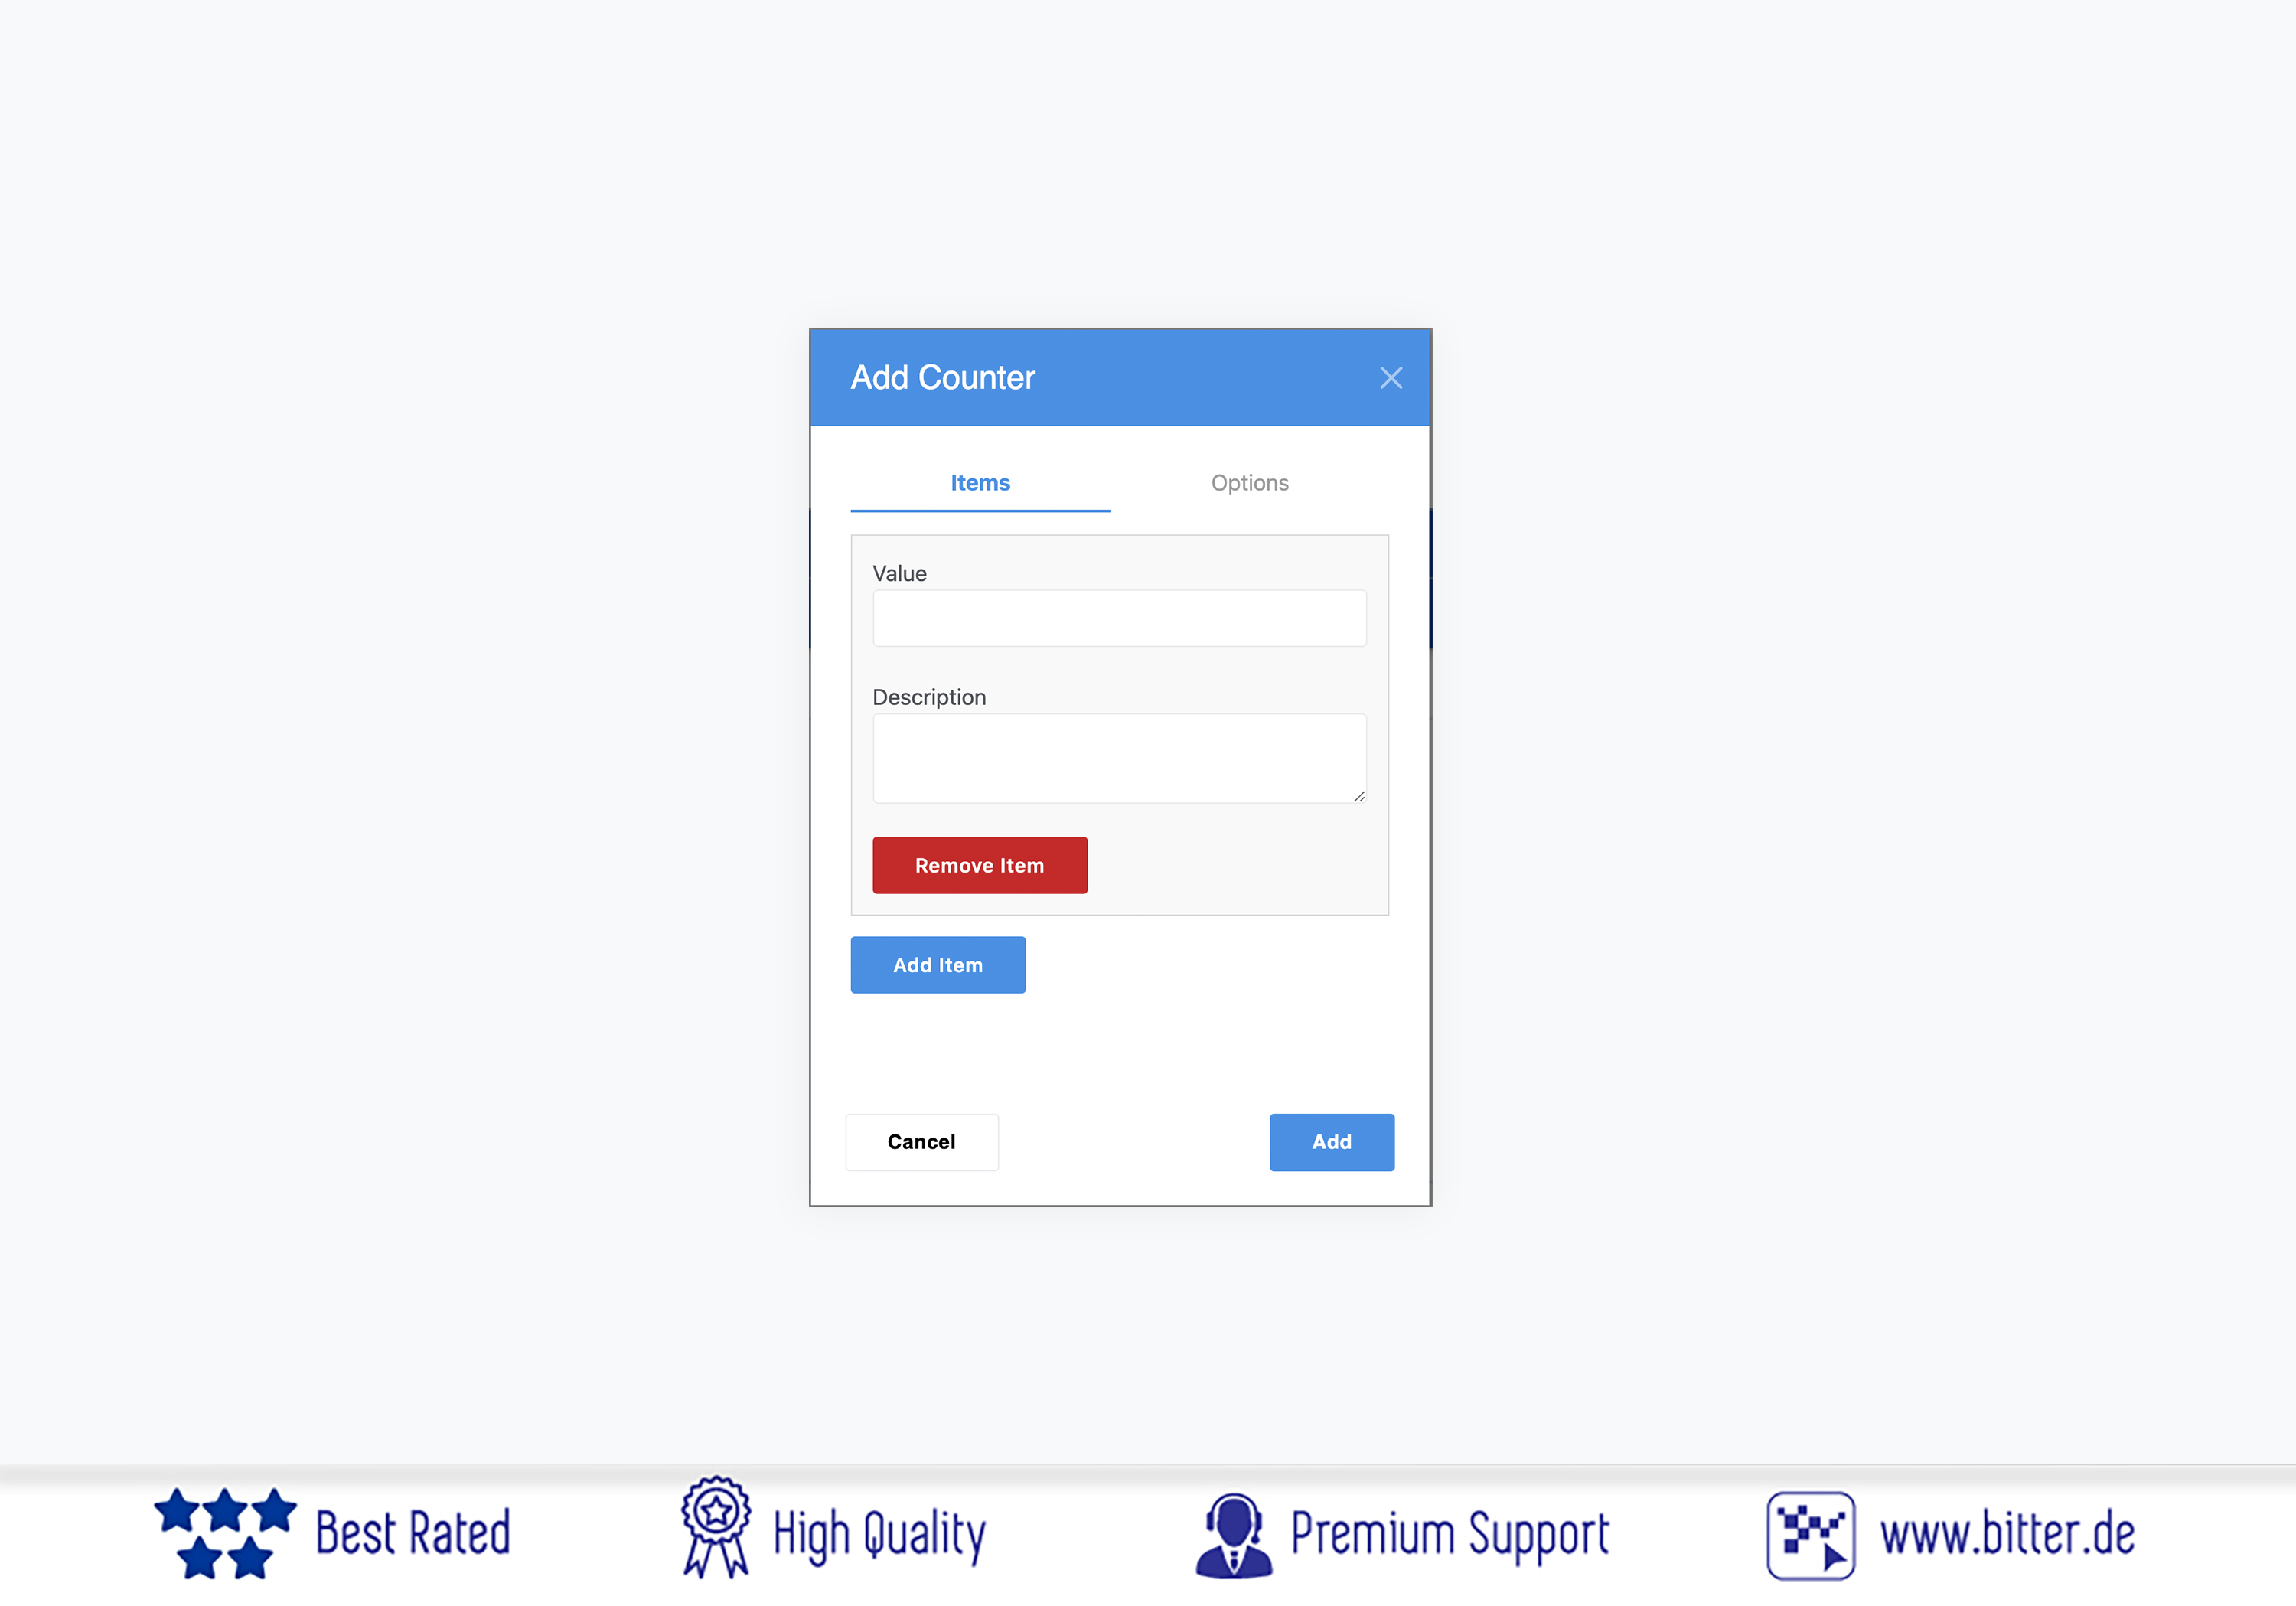 Add Counter
Items Options
Value
Description
Remove Item
Add Item
Cancel Add
Best Rated High Quality Premium Support www.bitter.de